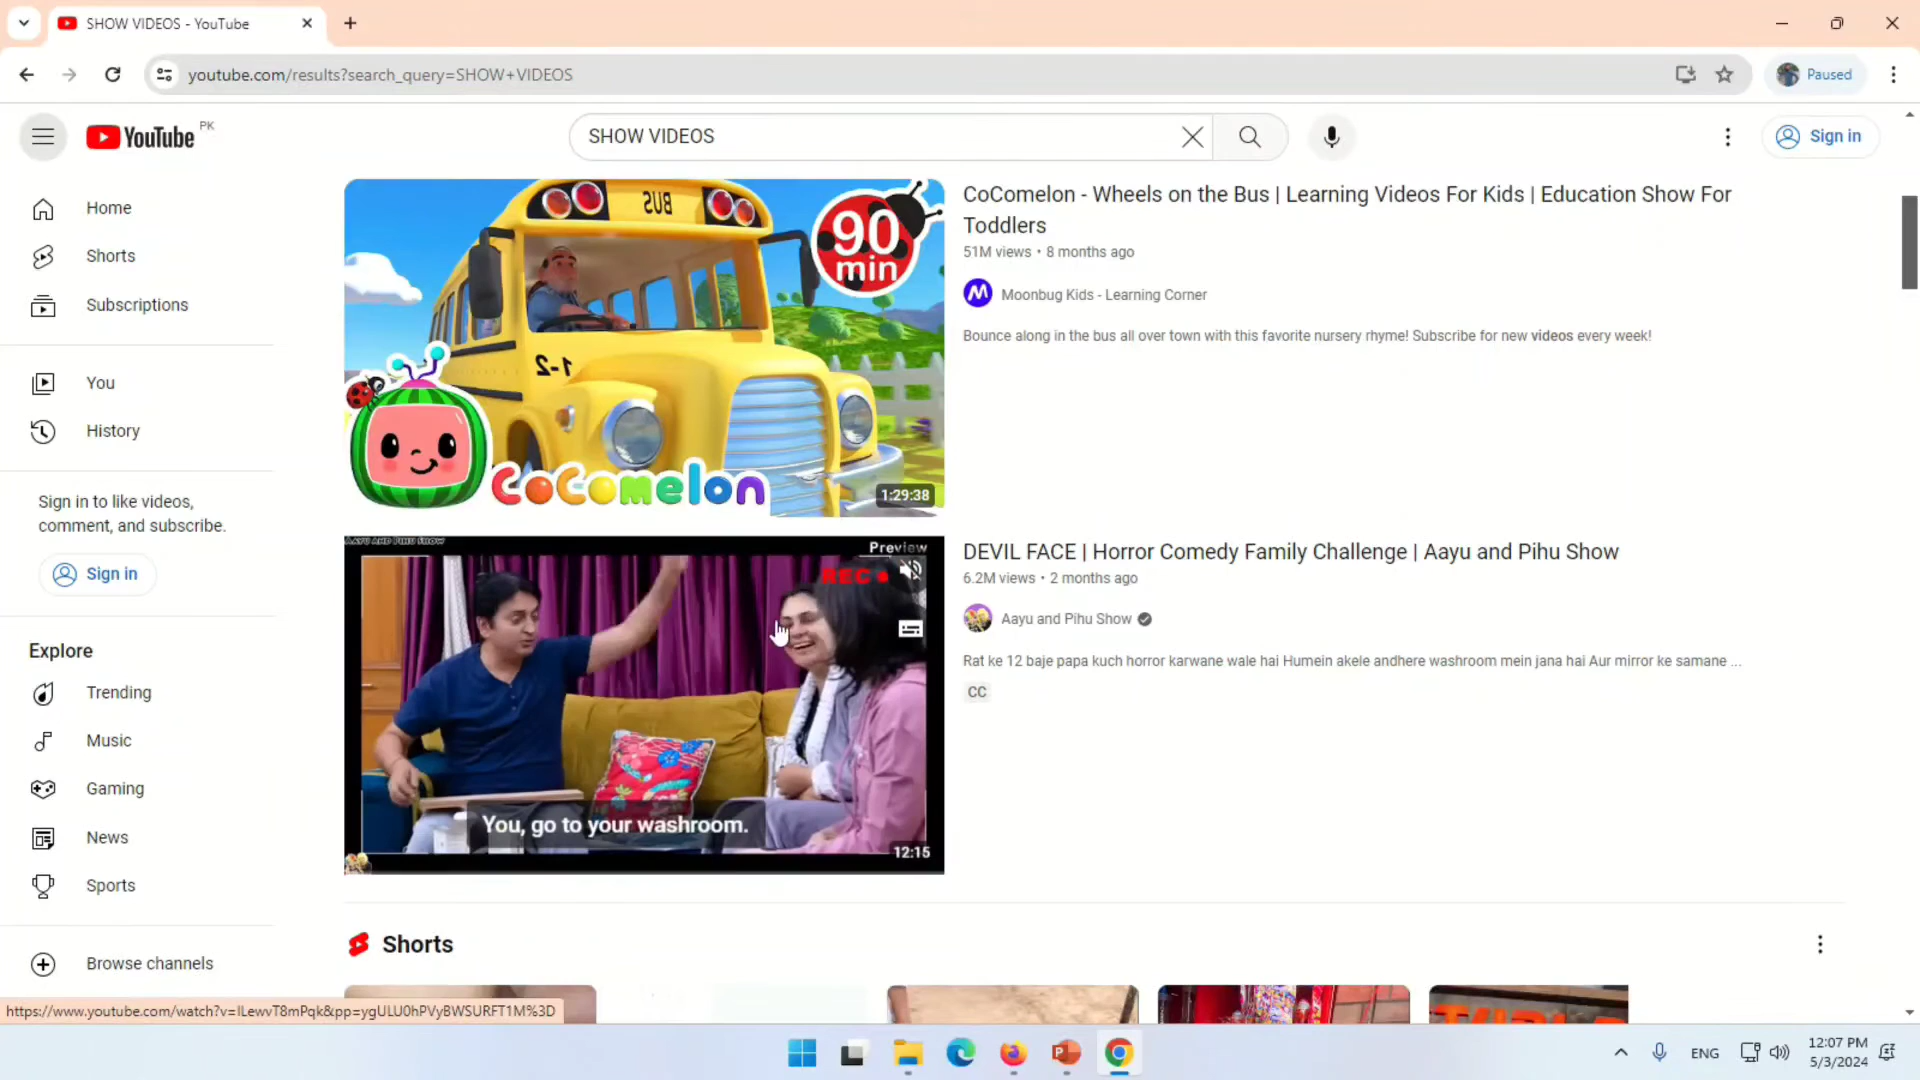 SHOW VIDEOS - YouTube
youtube.com/results?search_query=SHOW+VIDEOS
Paused
YouTube PK
SHOW VIDEOS
Sign in
Home
Shorts
Subscriptions
You
History
Sign in to like videos,
comment, and subscribe.
Sign in
Explore
Trending
Music
Gaming
News
Sports
Browse channels
BUS
90
min
1-2
CoComelon
1:29:38
CoComelon - Wheels on the Bus | Learning Videos For Kids | Education Show For
Toddlers
51M views • 8 months ago
Moonbug Kids - Learning Corner
Bounce along in the bus all over town with this favorite nursery rhyme! Subscribe for new videos every week!
AAYU AND PIHU SHOW
Preview
REC
You, go to your washroom.
12:15
DEVIL FACE | Horror Comedy Family Challenge | Aayu and Pihu Show
6.2M views • 2 months ago
Aayu and Pihu Show
Rat ke 12 baje papa kuch horror karwane wale hai Humein akele andhere washroom mein jana hai Aur mirror ke samane ...
CC
Shorts
https://www.youtube.com/watch?v=ILewvT8mPqk&pp=ygULU0hPVyBWSURFT1M%3D
ENG
12:07 PM
5/3/2024